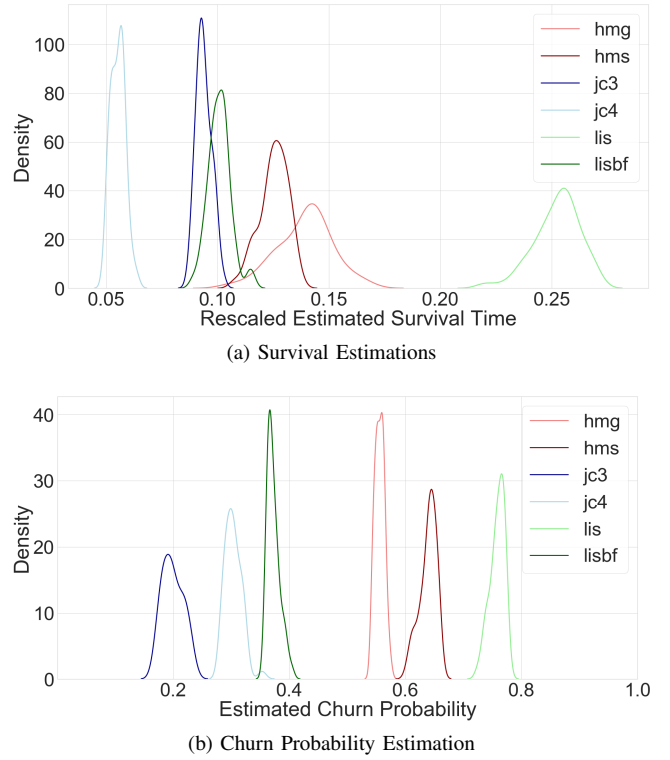 100
80
60
40
20
0
Density
hmg
hms
jc3
jc4
lis
lisbf
0.05 0.10 0.15 0.20 0.25
Rescaled Estimated Survival Time
(a) Survival Estimations
40
30
20
10
0
Density
hmg
hms
jc3
jc4
lis
lisbf
0.2 0.4 0.6 0.8 1.0
Estimated Churn Probability
(b) Churn Probability Estimation